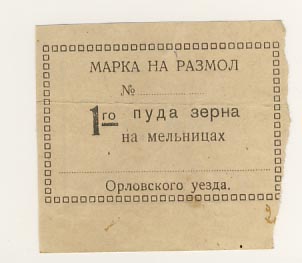 МАРКА НА РАЗМОЛ
№ ............
1го пуда зерна
на мельницах
Орловского уезда.